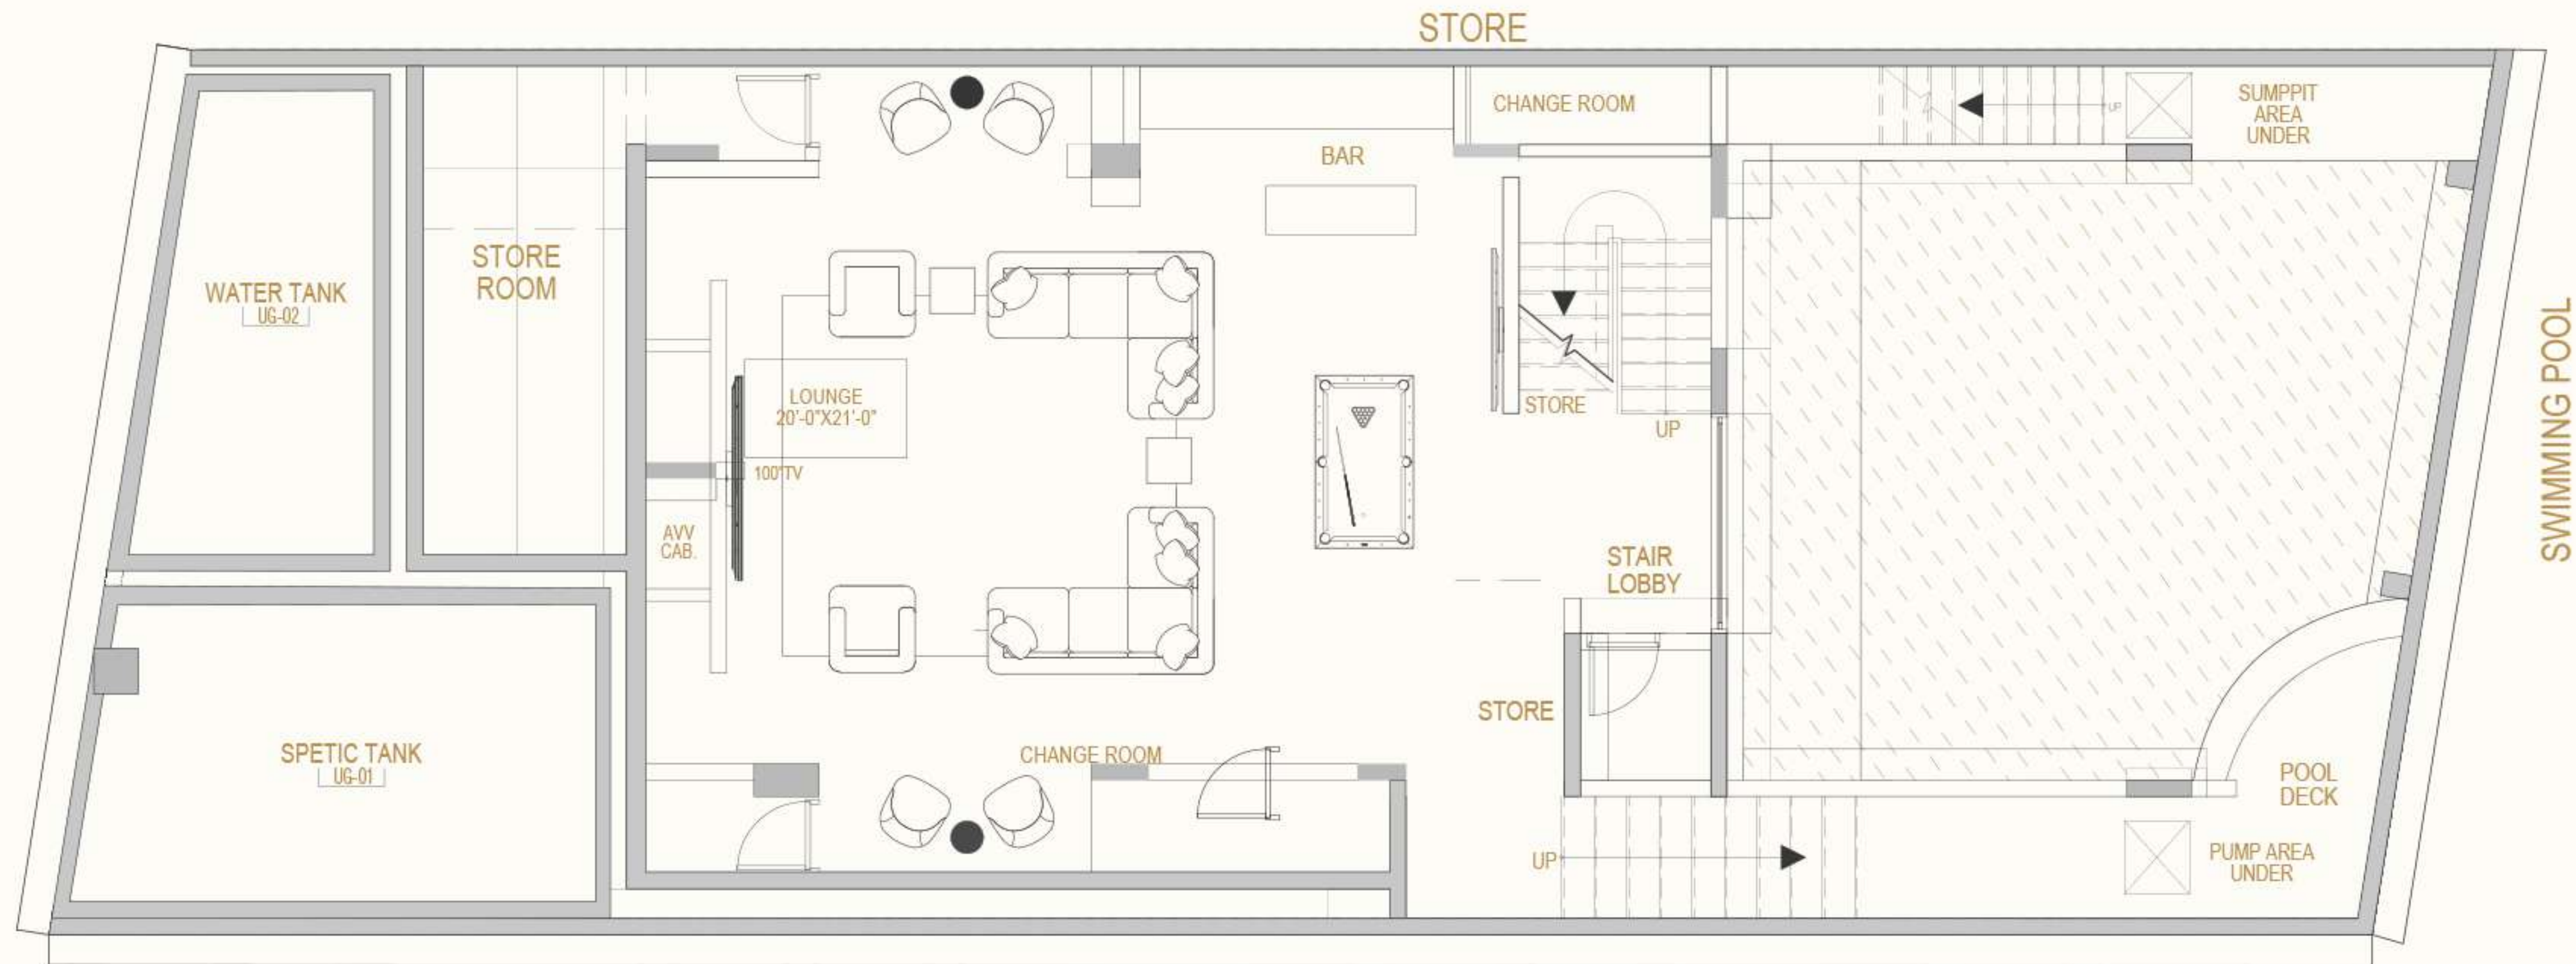 STORE
CHANGE ROOM
UP
SUMPPIT
AREA
UNDER
BAR
STORE
ROOM
WATER TANK
UG-02
SWIMMING POOL
LOUNGE
20'-0"X21'-0"
STORE
UP
100"TV
AVV
CAB.
STAIR
LOBBY
STORE
CHANGE ROOM
SPETIC TANK
UG-01
POOL
DECK
UP
PUMP AREA
UNDER